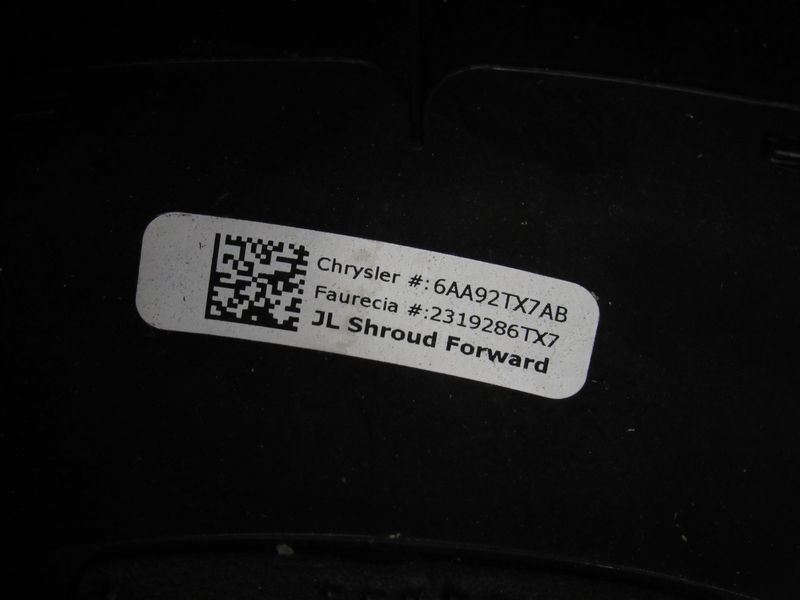 Chrysler #:6AA92TX7AB
Faurecia #:2319286TX7
JL Shroud Forward